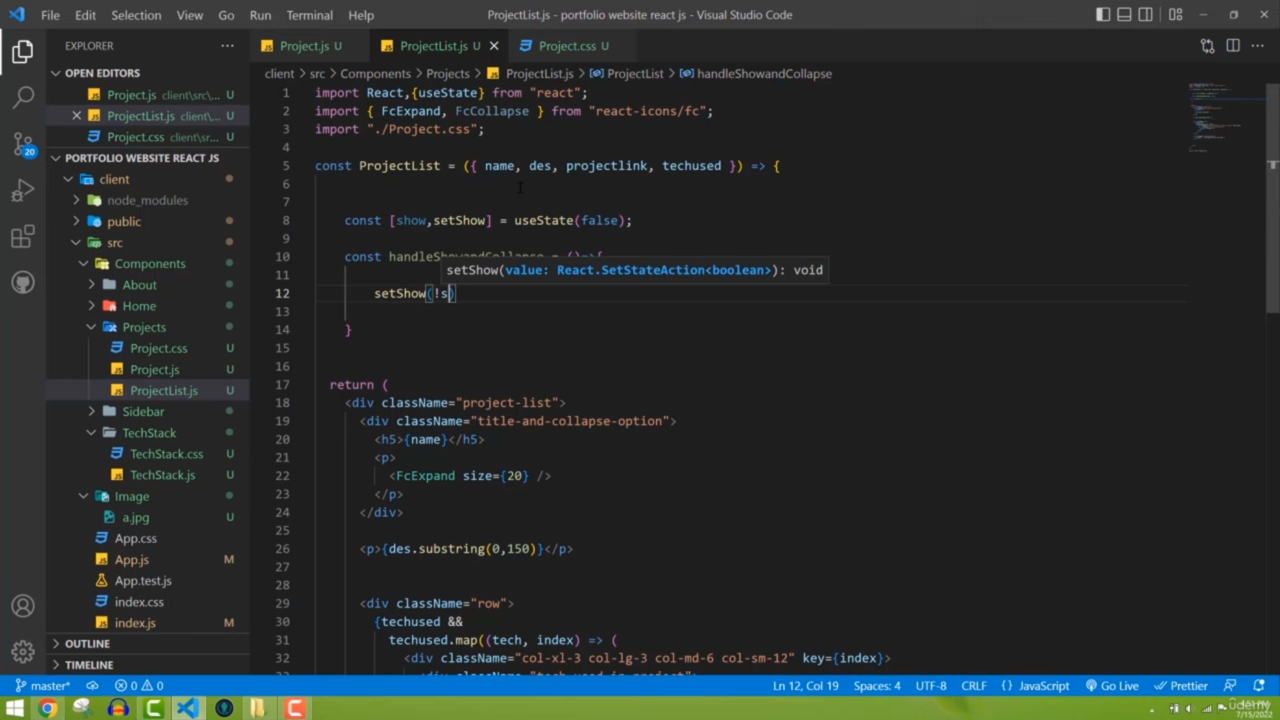 File Edit Selection View Go Run Terminal Help
ProjectList.js - portfolio website react js - Visual Studio Code
EXPLORER
OPEN EDITORS
Project.js client\src\... U
ProjectList.js client\... U
Project.css client\sr... U
PORTFOLIO WEBSITE REACT JS
client
node_modules
public
src
Components
About
Home
Projects
Project.css U
Project.js U
ProjectList.js U
Sidebar
TechStack
TechStack.css U
TechStack.js U
Image
a.jpg U
App.css
App.js M
App.test.js
index.css
index.js M
OUTLINE
TIMELINE
20
Project.js U ProjectList.js U Project.css U
client > src > Components > Projects > ProjectList.js > ProjectList > handleShowandCollapse
1 import React,{useState} from "react";
2 import { FcExpand, FcCollapse } from "react-icons/fc";
3 import "./Project.css";
4
5 const ProjectList = ({ name, des, projectlink, techused }) => {
6
7
8 const [show,setShow] = useState(false);
9
10 const handleShowandCollapse = ()=>{
setShow(value: React.SetStateAction<boolean>): void
11
12 setShow(!s)
13
14 }
15
16
17 return (
18 <div className="project-list">
19 <div className="title-and-collapse-option">
20 <h5>{name}</h5>
21 <p>
22 <FcExpand size={20} />
23 </p>
24 </div>
25
26 <p>{des.substring(0,150)}</p>
27
28
29 <div className="row">
30 {techused &&
31 techused.map((tech, index) => (
32 <div className="col-xl-3 col-lg-3 col-md-6 col-sm-12" key={index}>
master* 0 0 Ln 12, Col 19 Spaces: 4 UTF-8 CRLF {} JavaScript Go Live Prettier
udemy
7/15/2022